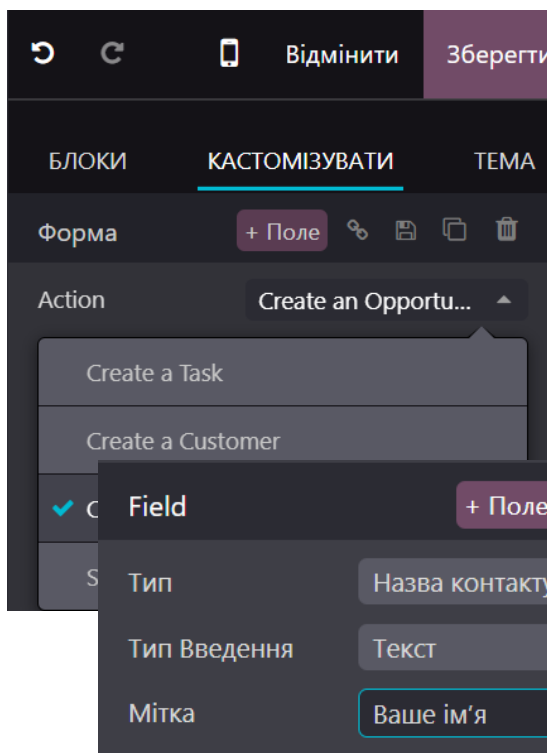 Відмінити Зберегти
БЛОКИ КАСТОМІЗУВАТИ ТЕМА
Форма + Поле
Action Create an Opportu...
Create a Task
Create a Customer
C
S
Field + Поле
Тип Назва контакту
Тип Введення Текст
Мітка Ваше ім’я